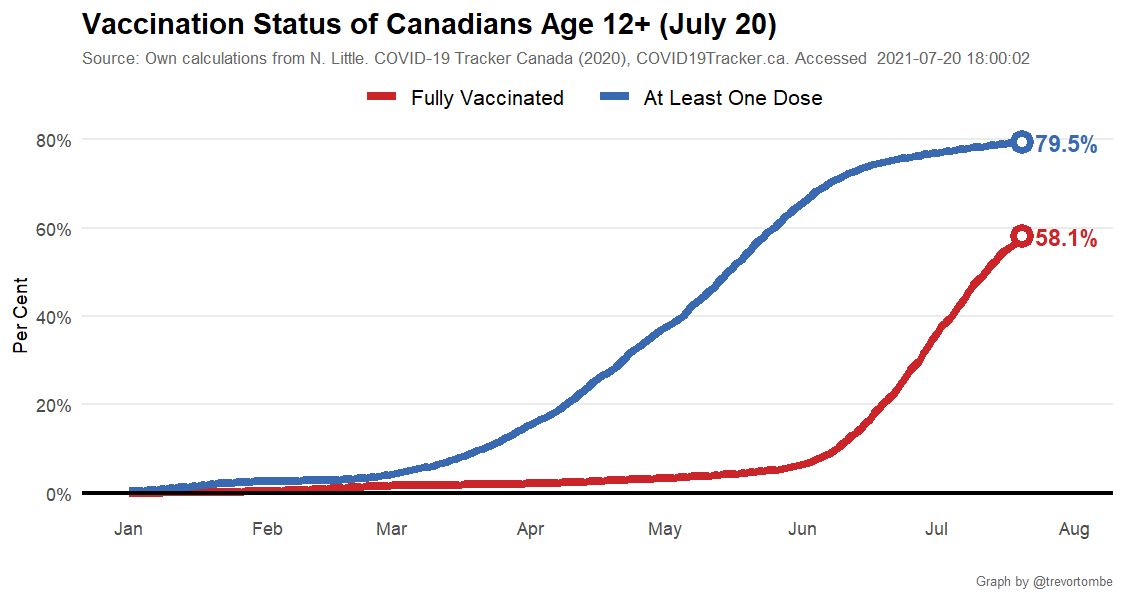 Vaccination Status of Canadians Age 12+ (July 20)
Source: Own calculations from N. Little. COVID-19 Tracker Canada (2020), COVID19Tracker.ca. Accessed  2021-07-20 18:00:02
Fully Vaccinated At Least One Dose
80%
79.5%
60%
58.1%
Per Cent
40%
20%
0%
Jan Feb Mar Apr May Jun Jul Aug
Graph by @trevortombe